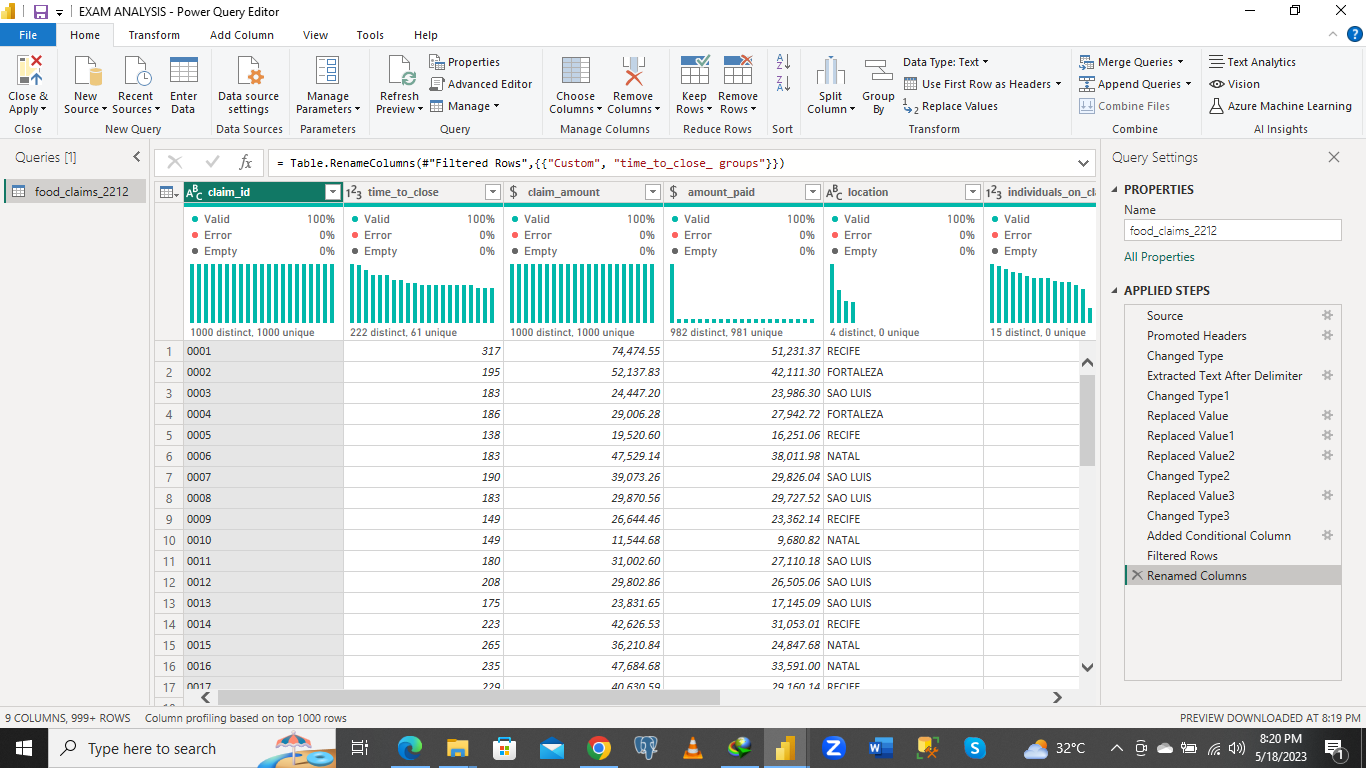 EXAM ANALYSIS - Power Query Editor
File Home Transform Add Column View Tools Help
Close & Apply
New Source
Recent Sources
Enter Data
Data source settings
Manage Parameters
Refresh Preview
Properties
Advanced Editor
Manage
Choose Columns
Remove Columns
Keep Rows
Remove Rows
Split Column
Group By
Data Type: Text
Use First Row as Headers
Replace Values
Merge Queries
Append Queries
Combine Files
Text Analytics
Vision
Azure Machine Learning
Close New Query Data Sources Parameters Query Manage Columns Reduce Rows Sort Transform Combine AI Insights
Queries [1]
food_claims_2212
fx
= Table.RenameColumns(#"Filtered Rows",{{"Custom", "time_to_close_ groups"}})
claim_id time_to_close claim_amount amount_paid location individuals_on_cl
Valid 100% Valid 100% Valid 100% Valid 100% Valid 100% Valid
Error 0% Error 0% Error 0% Error 0% Error 0% Error
Empty 0% Empty 0% Empty 0% Empty 0% Empty 0% Empty
1000 distinct, 1000 unique 222 distinct, 61 unique 1000 distinct, 1000 unique 982 distinct, 981 unique 4 distinct, 0 unique 15 distinct, 0 unique
1 0001 317 74,474.55 51,231.37 RECIFE
2 0002 195 52,137.83 42,111.30 FORTALEZA
3 0003 183 24,447.20 23,986.30 SAO LUIS
4 0004 186 29,006.28 27,942.72 FORTALEZA
5 0005 138 19,520.60 16,251.06 RECIFE
6 0006 183 47,529.14 38,011.98 NATAL
7 0007 190 39,073.26 29,826.04 SAO LUIS
8 0008 183 29,870.56 29,727.52 SAO LUIS
9 0009 149 26,644.46 23,362.14 RECIFE
10 0010 149 11,544.68 9,680.82 NATAL
11 0011 180 31,002.60 27,110.18 SAO LUIS
12 0012 208 29,802.86 26,505.06 SAO LUIS
13 0013 175 23,831.65 17,145.09 SAO LUIS
14 0014 223 42,626.53 31,053.01 RECIFE
15 0015 265 36,210.84 24,847.68 NATAL
16 0016 235 47,684.68 33,591.00 NATAL
17 0017 229 40,630.59 29,160.14 RECIFE
Query Settings
PROPERTIES
Name
food_claims_2212
All Properties
APPLIED STEPS
Source
Promoted Headers
Changed Type
Extracted Text After Delimiter
Changed Type1
Replaced Value
Replaced Value1
Replaced Value2
Changed Type2
Replaced Value3
Changed Type3
Added Conditional Column
Filtered Rows
Renamed Columns
9 COLUMNS, 999+ ROWS Column profiling based on top 1000 rows PREVIEW DOWNLOADED AT 8:19 PM
Type here to search
32°C
8:20 PM
5/18/2023
1